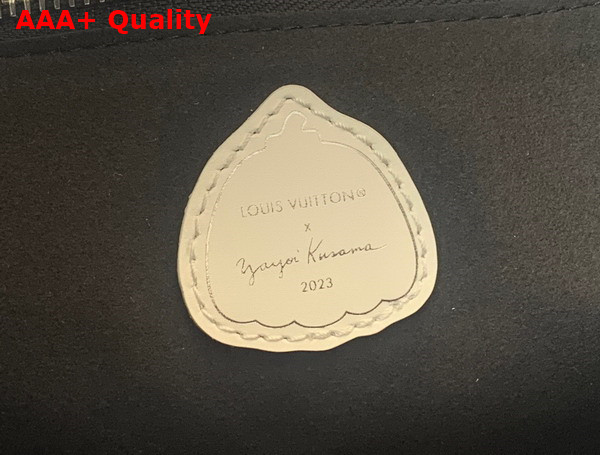 AAA+ Quality
LOUIS VUITTON
x
Yayoi Kusama
2023